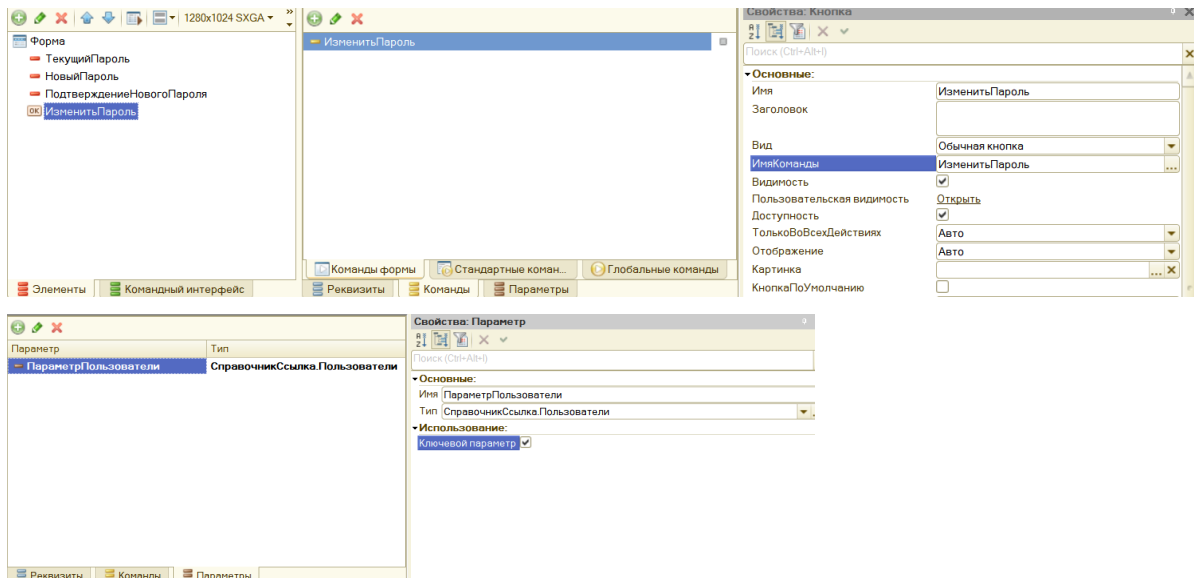 1280x1024 SXGA
»
Форма
ТекущийПароль
НовыйПароль
ПодтверждениеНовогоПароля
OK ИзменитьПароль
Элементы Командный интерфейс
ИзменитьПароль
Команды формы Стандартные коман... Глобальные команды
Реквизиты Команды Параметры
Свойства: Кнопка
Поиск (Ctrl+Alt+I)
Основные:
Имя ИзменитьПароль
Заголовок
Вид Обычная кнопка
ИмяКоманды ИзменитьПароль ...
Видимость
Пользовательская видимость Открыть
Доступность
ТолькоВоВсехДействиях Авто
Отображение Авто
Картинка ... X
КнопкаПоУмолчанию
Параметр Тип
ПараметрПользователи СправочникСсылка.Пользователи
Реквизиты Команды Параметры
Свойства: Параметр
Поиск (Ctrl+Alt+I)
Основные:
Имя ПараметрПользователи
Тип СправочникСсылка.Пользователи
Использование:
Ключевой параметр